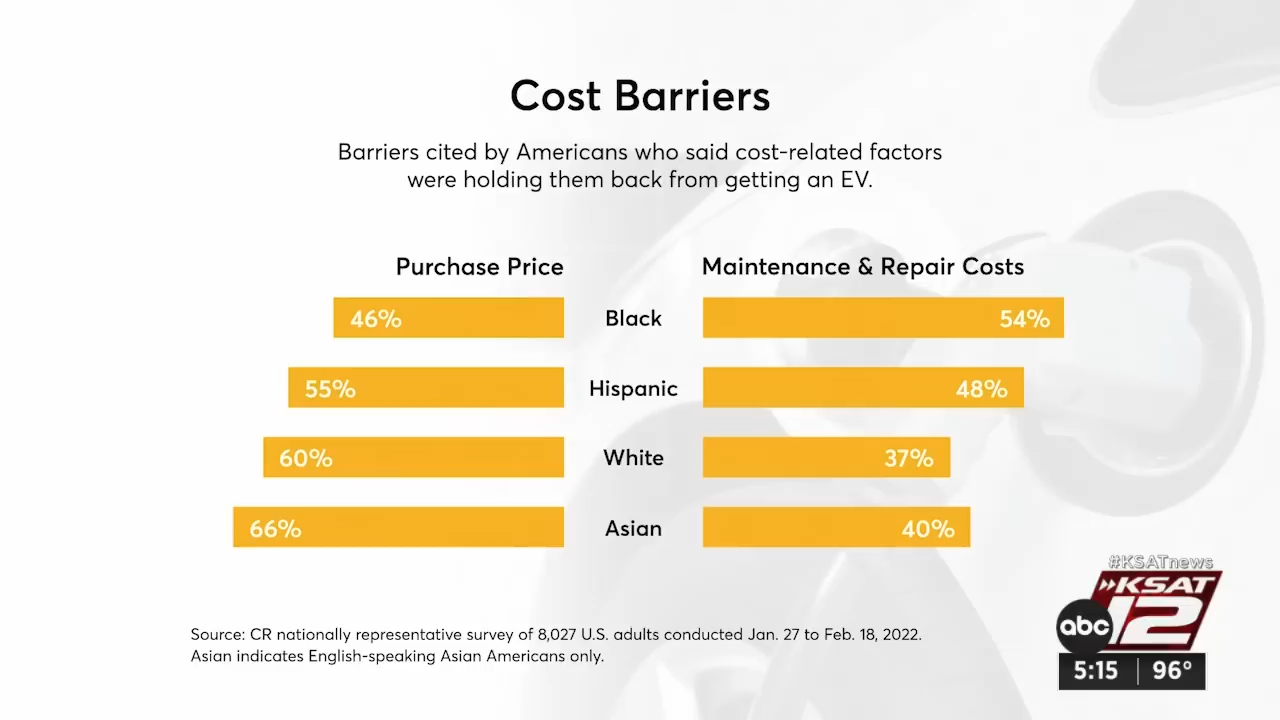 Cost Barriers
Barriers cited by Americans who said cost-related factors
were holding them back from getting an EV.
Purchase Price
Maintenance & Repair Costs
46% Black 54%
55% Hispanic 48%
60% White 37%
66% Asian 40%
Source: CR nationally representative survey of 8,027 U.S. adults conducted Jan. 27 to Feb. 18, 2022.
Asian indicates English-speaking Asian Americans only.
#KSATnews
KSAT
abc 12
5:15 96°